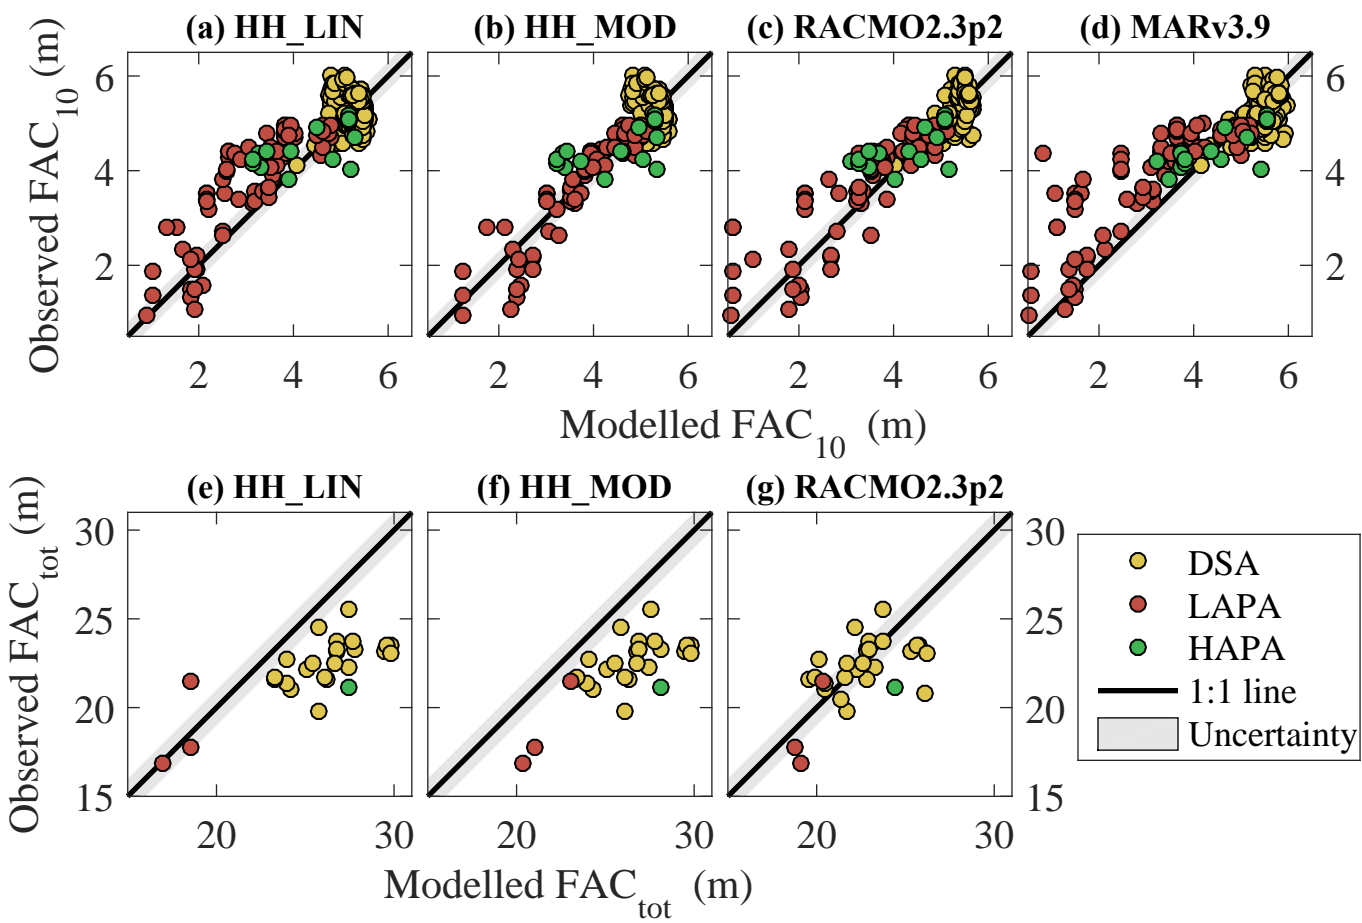 (a) HH_LIN
(b) HH_MOD
(c) RACMO2.3p2
(d) MARv3.9
Observed FAC10 (m)
6
4
2
6
4
2
2 4 6
2 4 6
2 4 6
2 4 6
Modelled FAC10 (m)
(e) HH_LIN
(f) HH_MOD
(g) RACMO2.3p2
Observed FACtot (m)
30
25
20
15
30
25
20
15
20 30
20 30
20 30
Modelled FACtot (m)
DSA
LAPA
HAPA
1:1 line
Uncertainty